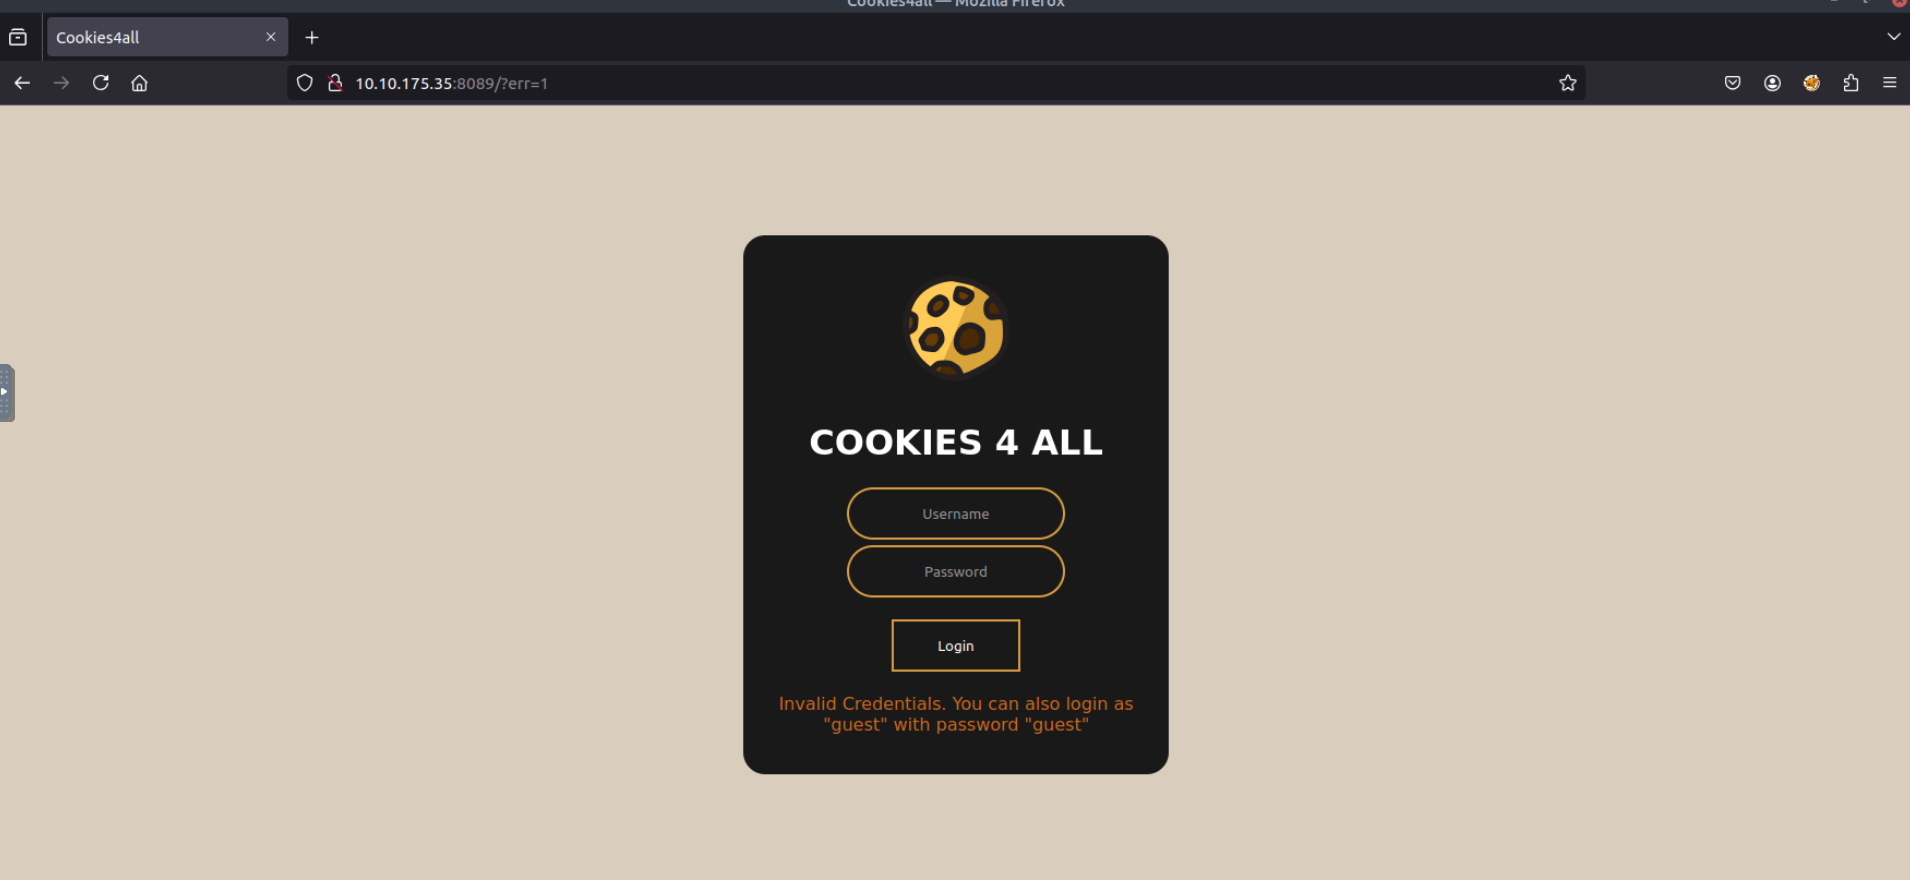 Cookies4all — Mozilla Firefox
Cookies4all
10.10.175.35:8089/?err=1
COOKIES 4 ALL
Username
Password
Login
Invalid Credentials. You can also login as
"guest" with password "guest"